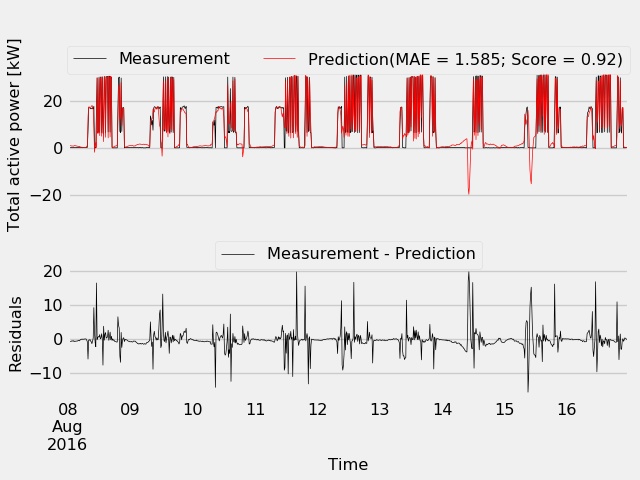 Measurement
Prediction(MAE = 1.585; Score = 0.92)
Total active power [kW]
20
0
−20
Measurement - Prediction
Residuals
20
10
0
−10
08 09 10 11 12 13 14 15 16
Aug
2016
Time